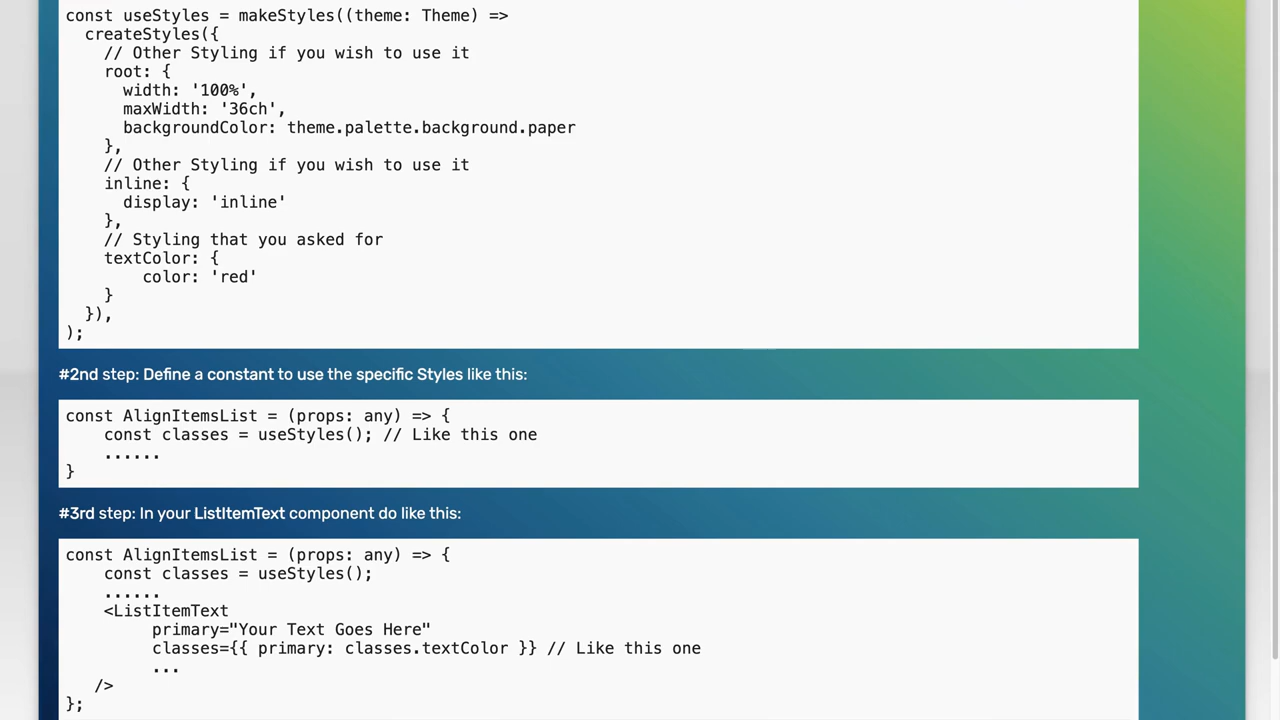 const useStyles = makeStyles((theme: Theme) =>
  createStyles({
    // Other Styling if you wish to use it
    root: {
      width: '100%',
      maxWidth: '36ch',
      backgroundColor: theme.palette.background.paper
    },
    // Other Styling if you wish to use it
    inline: {
      display: 'inline'
    },
    // Styling that you asked for
    textColor: {
        color: 'red'
    }
  }),
);
#2nd step: Define a constant to use the specific Styles like this:
const AlignItemsList = (props: any) => {
    const classes = useStyles(); // Like this one
    ......
}
#3rd step: In your ListItemText component do like this:
const AlignItemsList = (props: any) => {
    const classes = useStyles();
    ......
    <ListItemText
         primary="Your Text Goes Here"
         classes={{ primary: classes.textColor }} // Like this one
         ...
   />
};